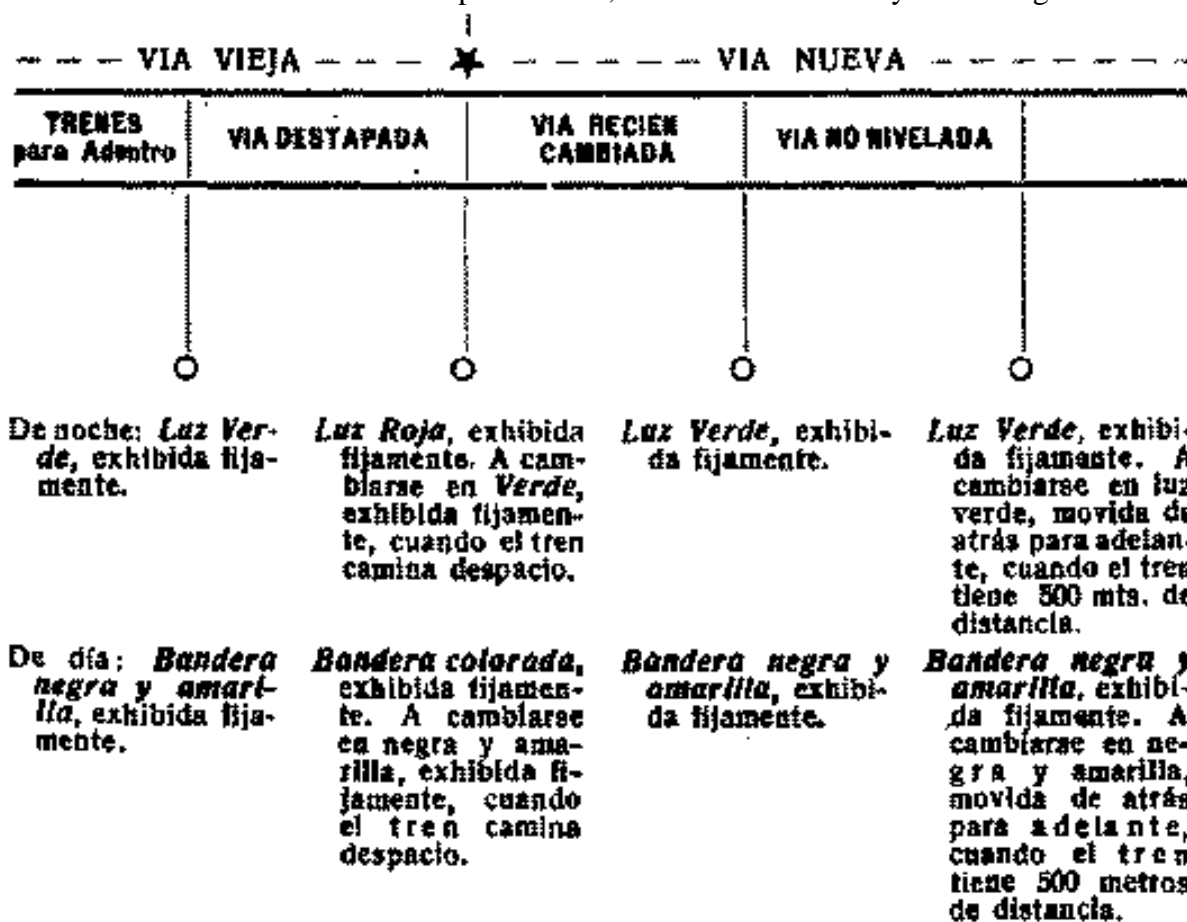 VIA VIEJA
VIA NUEVA
TRENES
para Adentro
VIA DESTAPADA
VIA RECIEN
CAMBIADA
VIA NO NIVELADA
De noche: Luz Ver-
de, exhibida fija-
mente.
Luz Roja, exhibida
fijamente. A cam-
biarse en Verde,
exhibida fijamen-
te, cuando el tren
camina despacio.
Luz Verde, exhibi-
da fijamente.
Luz Verde, exhibi-
da fijamante. A
cambiarse en luz
verde, movida de
atrás para adelan-
te, cuando el tren
tiene 500 mts. de
distancia.
De día: Bandera
negra y amari-
lla, exhibida fija-
mente.
Bandera colorada,
exhibida fijamen-
te. A cambiarse
en negra y ama-
rilla, exhibida fi-
jamente, cuando
el tren camina
despacio.
Bandera negra y
amarilla, exhibi-
da fijamente.
Bandera negra y
amarilla, exhibi-
da fijamente. A
cambiarse en ne-
gra y amarilla,
movida de atrás
para adelante,
cuando el tren
tiene 500 metros
de distancia.